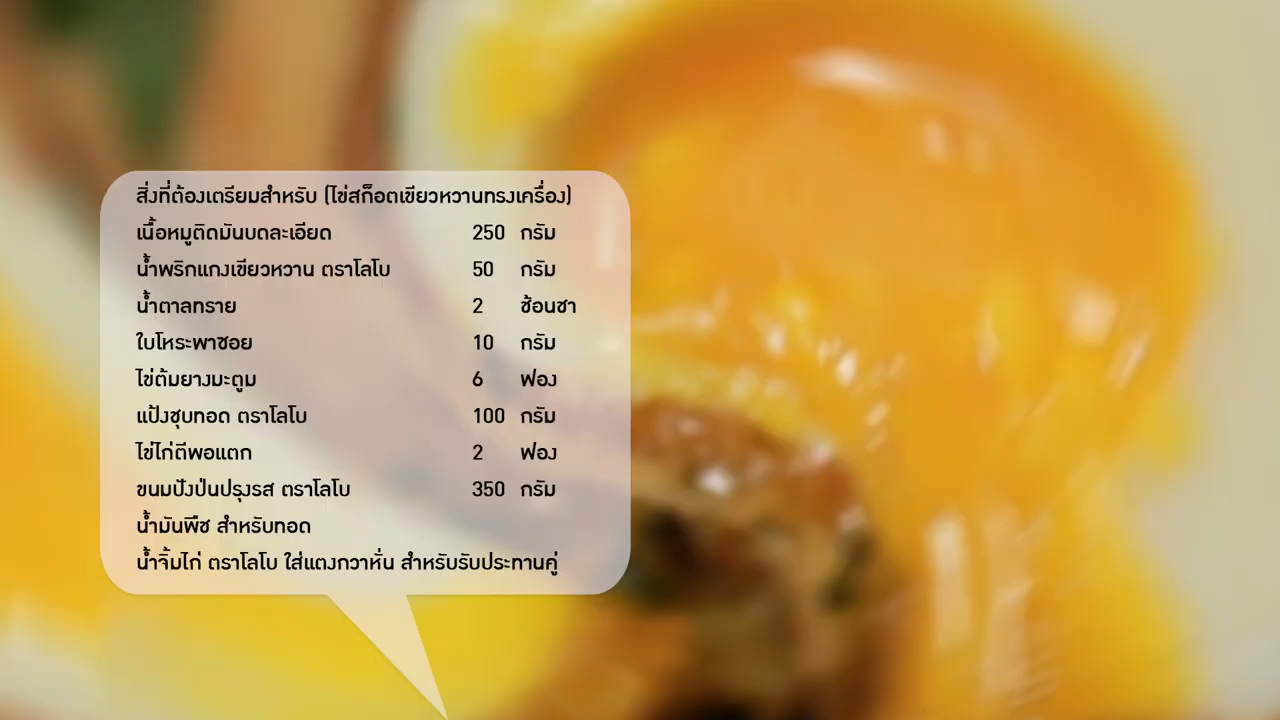 สิ่งที่ต้องเตรียมสำหรับ (ไข่สก็อตเขียวหวานทรงเครื่อง)
เนื้อหมูติดมันบดละเอียด 250 กรัม
น้ำพริกแกงเขียวหวาน ตราโลโบ 50 กรัม
น้ำตาลทราย 2 ช้อนชา
ใบโหระพาซอย 10 กรัม
ไข่ต้มยางมะตูม 6 ฟอง
แป้งชุบทอด ตราโลโบ 100 กรัม
ไข่ไก่ตีพอแตก 2 ฟอง
ขนมปังป่นปรุงรส ตราโลโบ 350 กรัม
น้ำมันพืช สำหรับทอด
น้ำจิ้มไก่ ตราโลโบ ใส่แตงกวาหั่น สำหรับรับประทานคู่